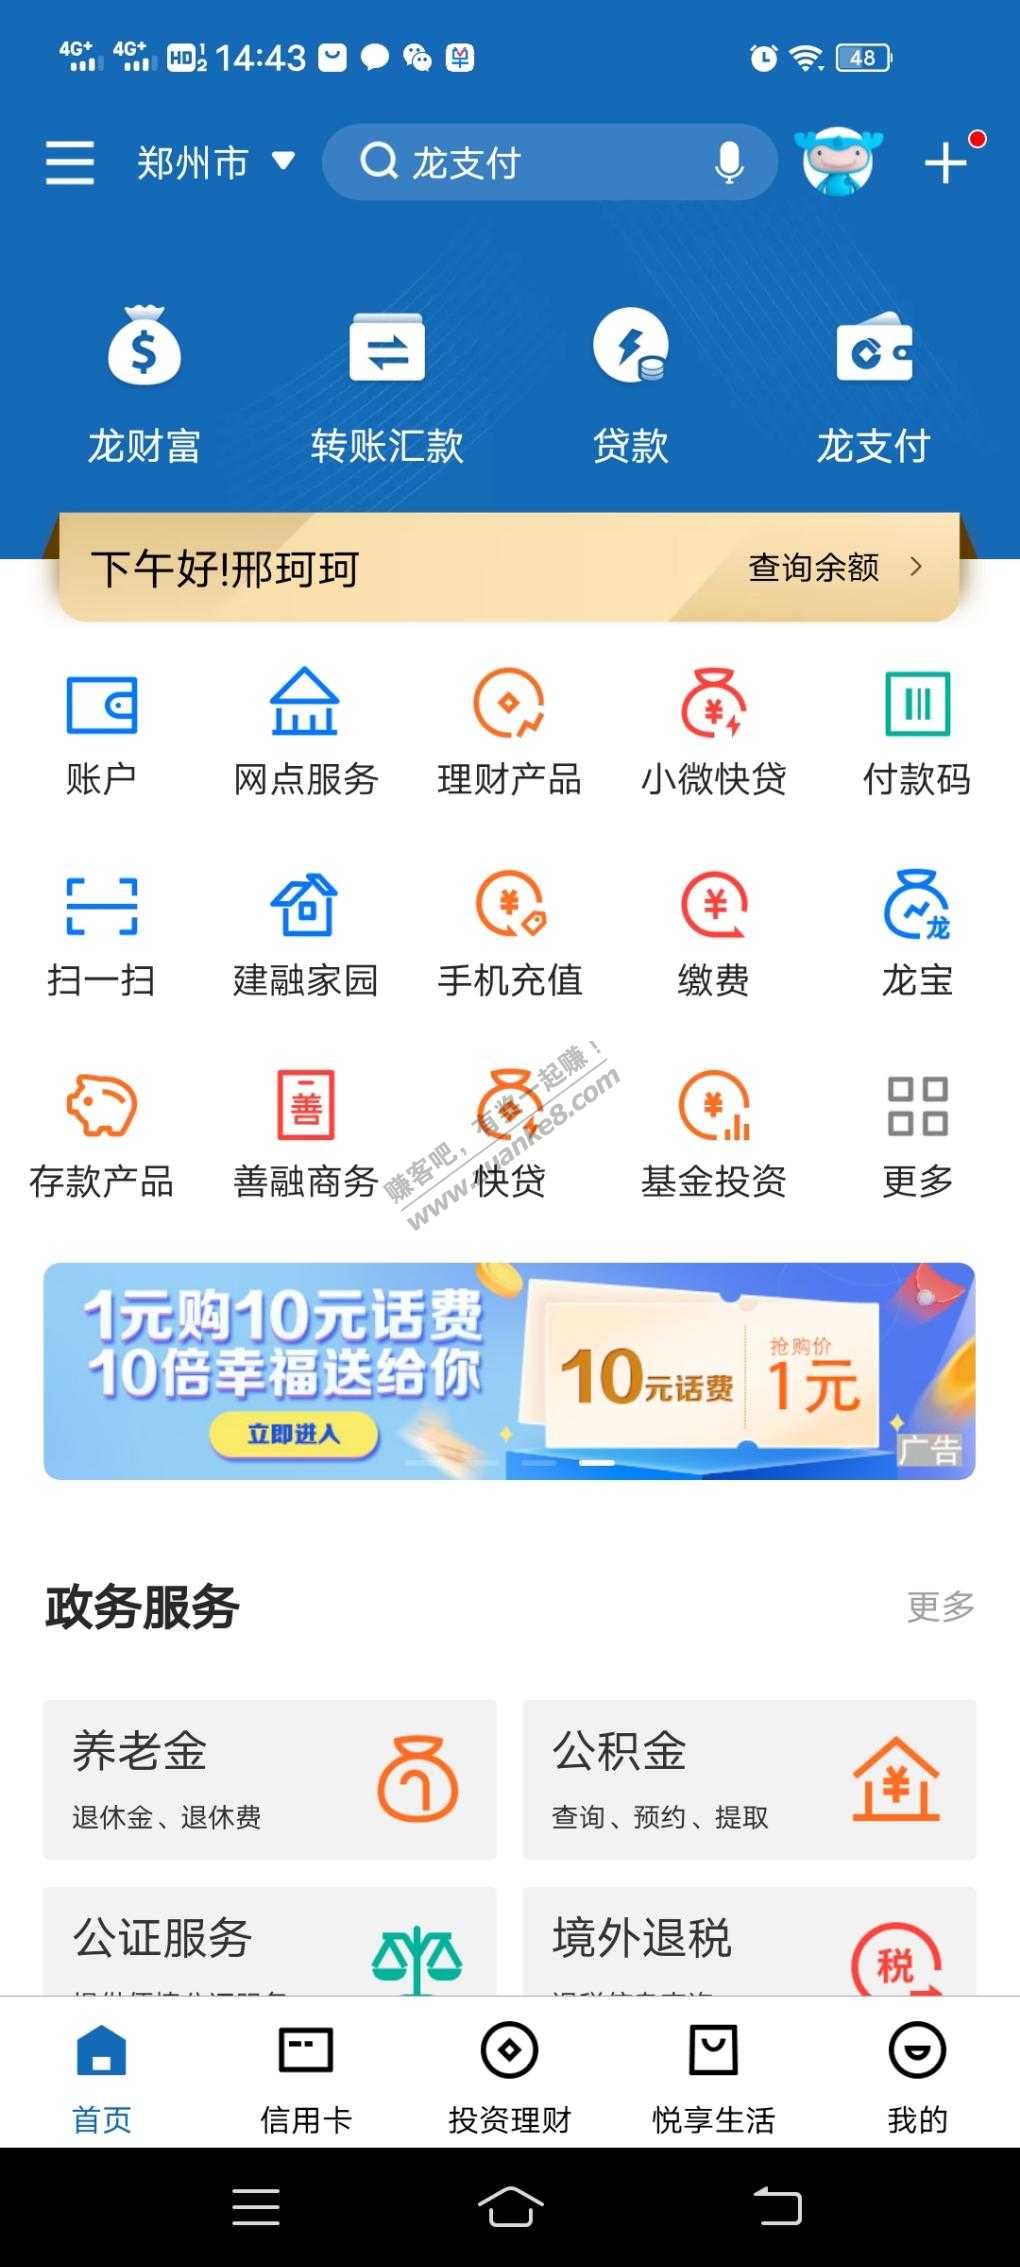 4G+ 4G+ HD 1 2 14:43 48
郑州市 龙支付
龙财富 转账汇款 贷款 龙支付
下午好!邢珂珂 查询余额
账户 网点服务 理财产品 小微快贷 付款码
龙
扫一扫 建融家园 手机充值 缴费 龙宝
善
存款产品 善融商务 快贷 基金投资 更多
赚客吧，有奖一起赚！
www.zuanke8.com
1元购10元话费
10倍幸福送给你
立即进入
10元话费
抢购价
1元
广告
政务服务 更多
养老金
退休金、退休费
公积金
查询、预约、提取
公证服务
境外退税
税
首页 信用卡 投资理财 悦享生活 我的